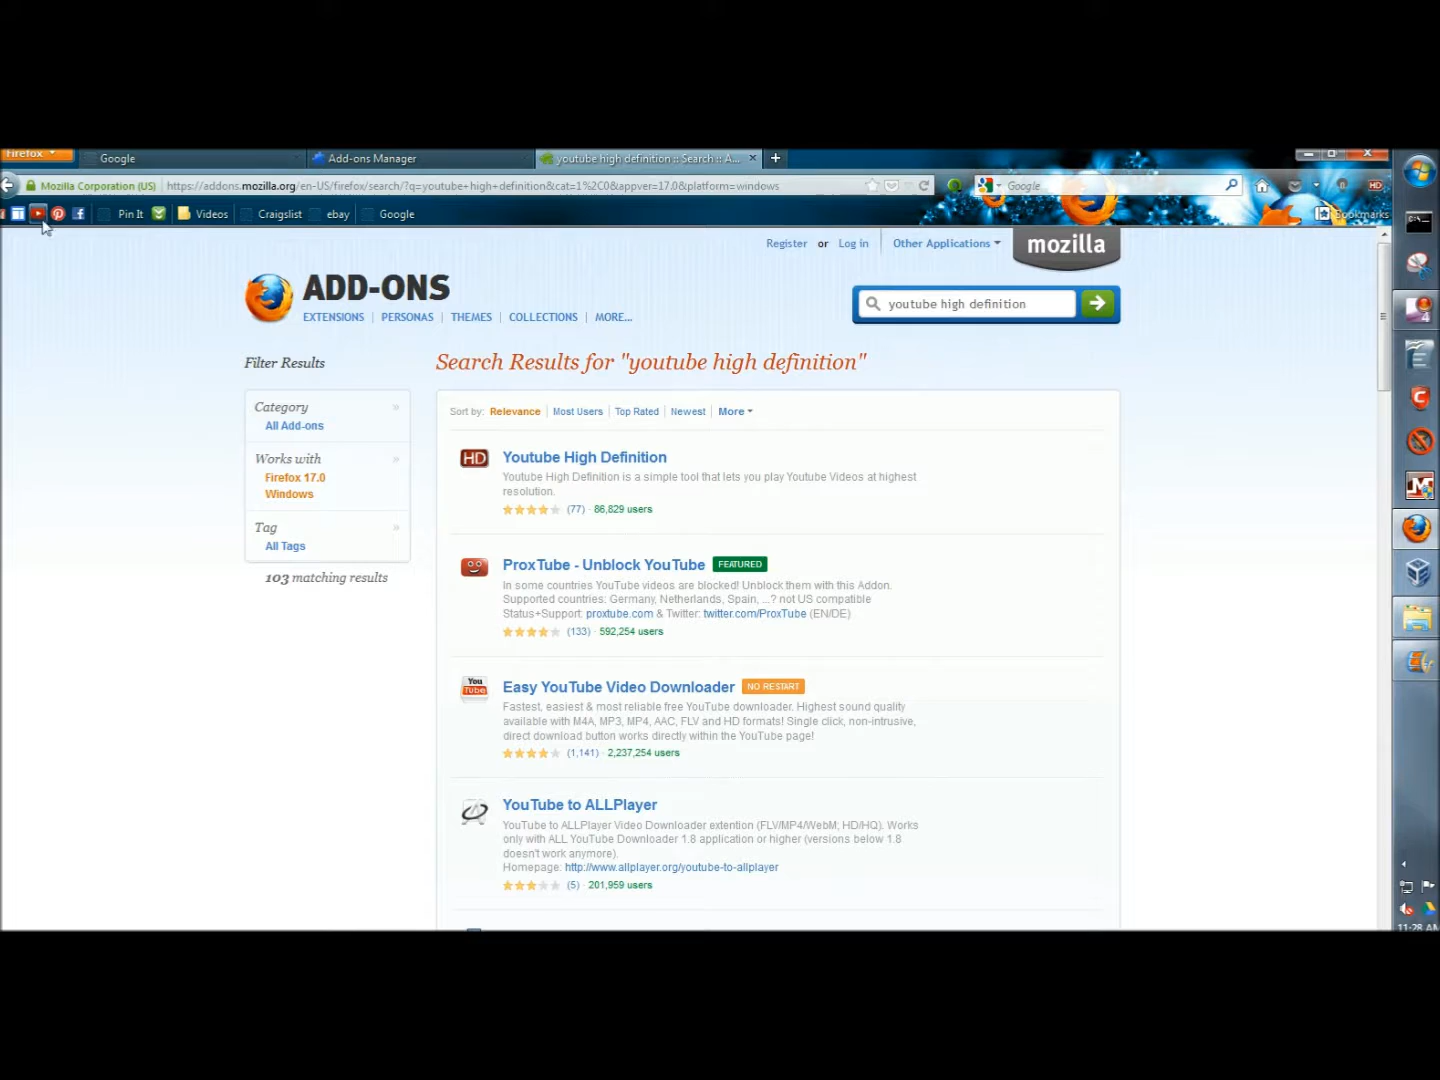 Firefox
Google
Add-ons Manager
youtube high definition :: Search :: A...
Mozilla Corporation (US)
https://addons.mozilla.org/en-US/firefox/search/?q=youtube+high+definition&cat=1%2C0&appver=17.0&platform=windows
Google
HD
Pin It
Videos
Craigslist
ebay
Google
Bookmarks
Register or Log in
Other Applications
mozilla
ADD-ONS
EXTENSIONS | PERSONAS | THEMES | COLLECTIONS | MORE...
youtube high definition
Filter Results
Search Results for "youtube high definition"
Category »
All Add-ons
Works with »
Firefox 17.0
Windows
Tag »
All Tags
103 matching results
Sort by: Relevance | Most Users | Top Rated | Newest | More
HD
Youtube High Definition
Youtube High Definition is a simple tool that lets you play Youtube Videos at highest
resolution.
(77) · 86,829 users
ProxTube - Unblock YouTube FEATURED
In some countries YouTube videos are blocked! Unblock them with this Addon.
Supported countries: Germany, Netherlands, Spain, ...? not US compatible
Status+Support: proxtube.com & Twitter: twitter.com/ProxTube (EN/DE)
(133) · 592,254 users
You
Tube
Easy YouTube Video Downloader NO RESTART
Fastest, easiest & most reliable free YouTube downloader. Highest sound quality
available with M4A, MP3, MP4, AAC, FLV and HD formats! Single click, non-intrusive,
direct download button works directly within the YouTube page!
(1,141) · 2,237,254 users
YouTube to ALLPlayer
YouTube to ALLPlayer Video Downloader extention (FLV/MP4/WebM; HD/HQ). Works
only with ALL YouTube Downloader 1.8 application or higher (versions below 1.8
doesn't work anymore).
Homepage: http://www.allplayer.org/youtube-to-allplayer
(5) · 201,959 users
4
11:28 AM